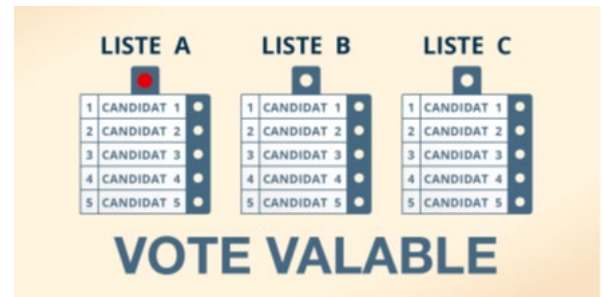 LISTE A LISTE B LISTE C
1 CANDIDAT 1 1 CANDIDAT 1 1 CANDIDAT 1
2 CANDIDAT 2 2 CANDIDAT 2 2 CANDIDAT 2
3 CANDIDAT 3 3 CANDIDAT 3 3 CANDIDAT 3
4 CANDIDAT 4 4 CANDIDAT 4 4 CANDIDAT 4
5 CANDIDAT 5 5 CANDIDAT 5 5 CANDIDAT 5
VOTE VALABLE